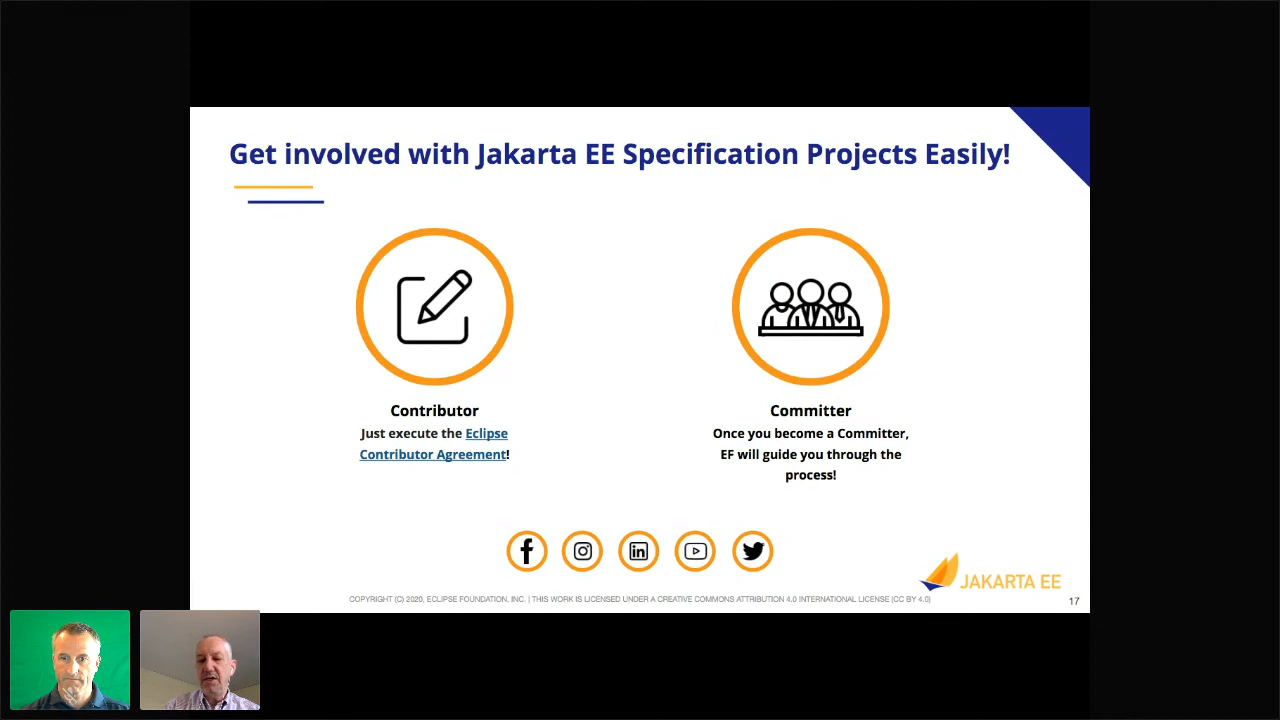 Get involved with Jakarta EE Specification Projects Easily!
Contributor
Just execute the Eclipse
Contributor Agreement!
Committer
Once you become a Committer,
EF will guide you through the
process!
JAKARTA EE
COPYRIGHT (C) 2020, ECLIPSE FOUNDATION, INC. | THIS WORK IS LICENSED UNDER A CREATIVE COMMONS ATTRIBUTION 4.0 INTERNATIONAL LICENSE (CC BY 4.0)
17